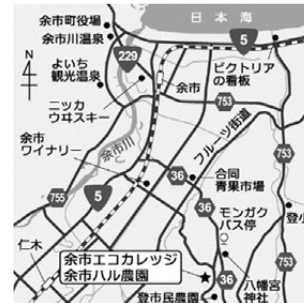 余市町役場
日本海
余市川温泉
5
N
229
よいち
観光温泉
ビクトリア
の看板
ニッカ
ウヰスキー
余市
753
フルーツ街道
余市
ワイナリー
余市川
合同
青果市場
36
755
5
36
モンガク
バス停
登小
753
仁木
余市エコカレッジ
余市ハル農園
36
八幡宮
神社
登市民農園